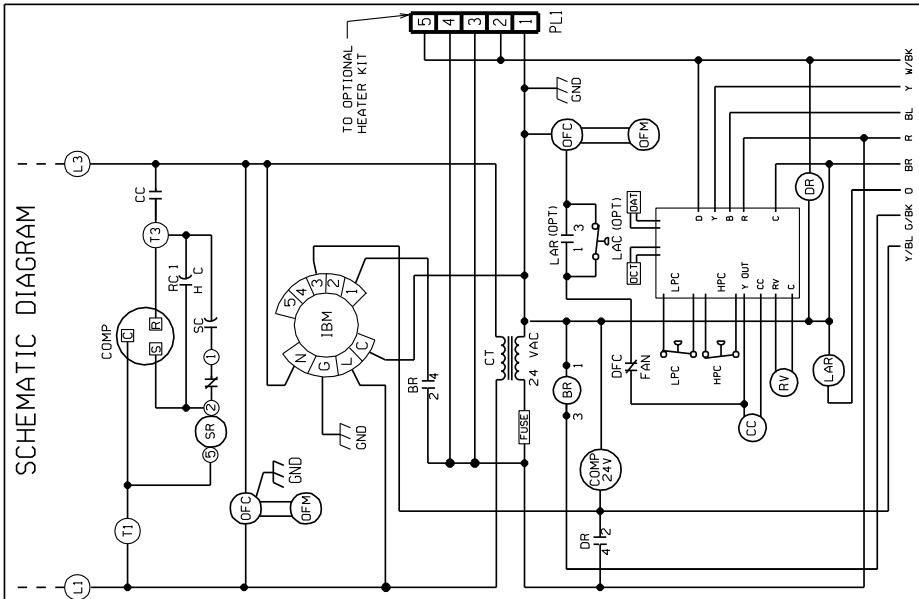 SCHEMATIC DIAGRAM
5 4 3 2 1
PL1
TO OPTIONAL
HEATER KIT
L3
CC
T3
RC 1
H C
SC
COMP
C
R
S
1
2
SR
5
T1
L1
OFC
GND
OFM
5
4
3
2
1
IBM
N
G
L
C
GND
BR
2 4
CT
24 VAC
FUSE
GND
OFC
OFM
LAR (OPT)
1 3
LAC (OPT)
OCT
OAT
DFC
FAN
BR
1
3
COMP
24V
DR
4 2
LPC
HPC
LPC
HPC
Y OUT
CC
RV
C
D
Y
B
R
C
CC
RV
LAR
DR
W/BK
Y
BL
R
BR
O
G/BK
Y/BL